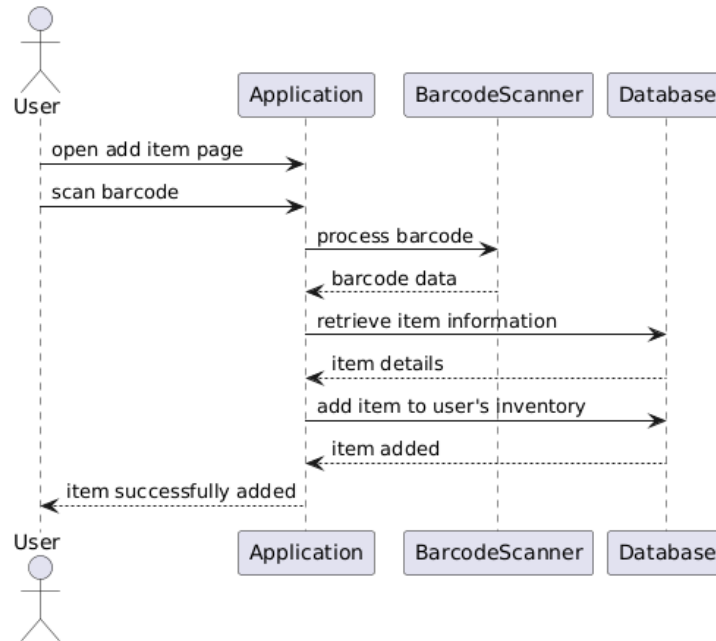 User
Application
BarcodeScanner
Database
open add item page
scan barcode
process barcode
barcode data
retrieve item information
item details
add item to user's inventory
item added
item successfully added
User
Application
BarcodeScanner
Database